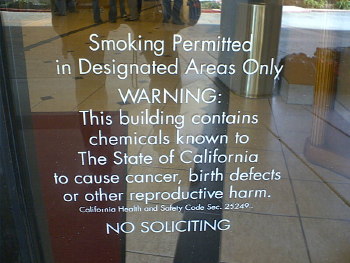 Smoking Permitted
in Designated Areas Only
WARNING:
This building contains
chemicals known to
The State of California
to cause cancer, birth defects
or other reproductive harm.
California Health and Safety Code Sec. 25249..
NO SOLICITING